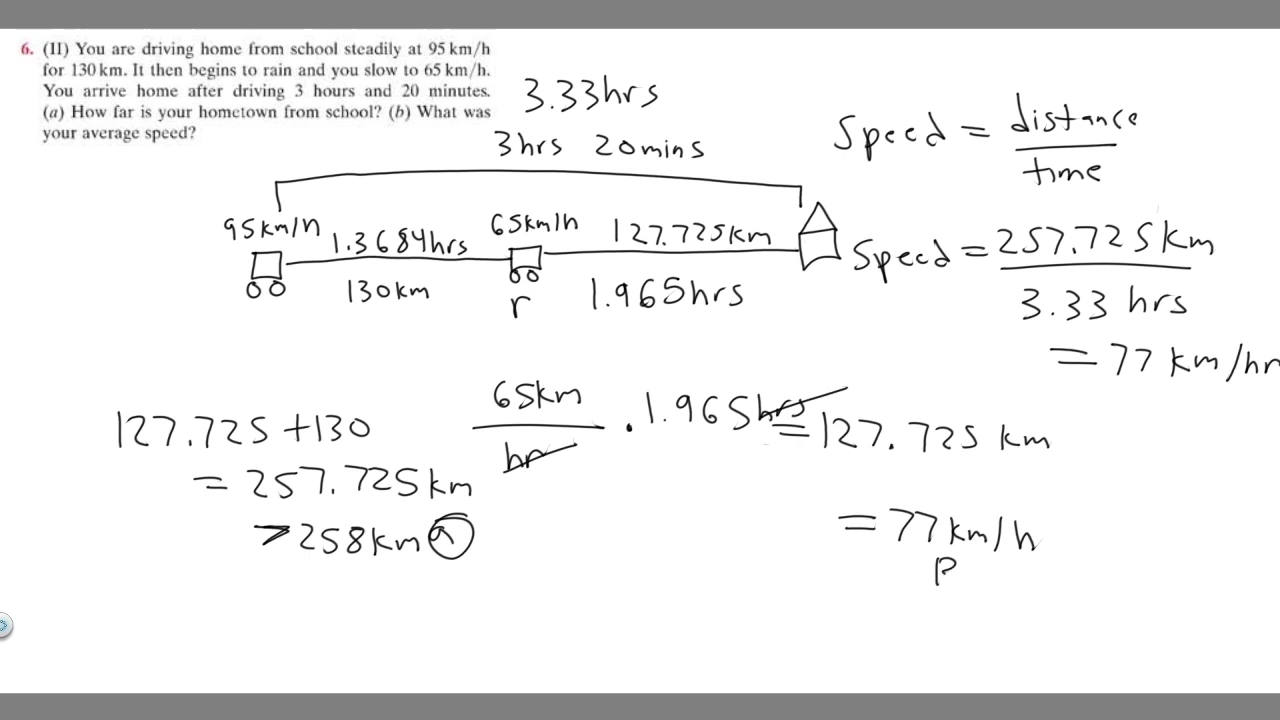 6. (II) You are driving home from school steadily at 95 km/h
for 130 km. It then begins to rain and you slow to 65 km/h.
You arrive home after driving 3 hours and 20 minutes.
(a) How far is your hometown from school? (b) What was
your average speed?
3.33hrs
3hrs 20mins
Speed = distance
time
95km/h 1.3684hrs 65km/h 127.725km
130km 1.965hrs
r
Speed = 257.725km
3.33 hrs
= 77 km/hr
127.725 +130
= 257.725km
258km a
65km
hr
. 1.965hrs = 127.725 km
= 77km/h